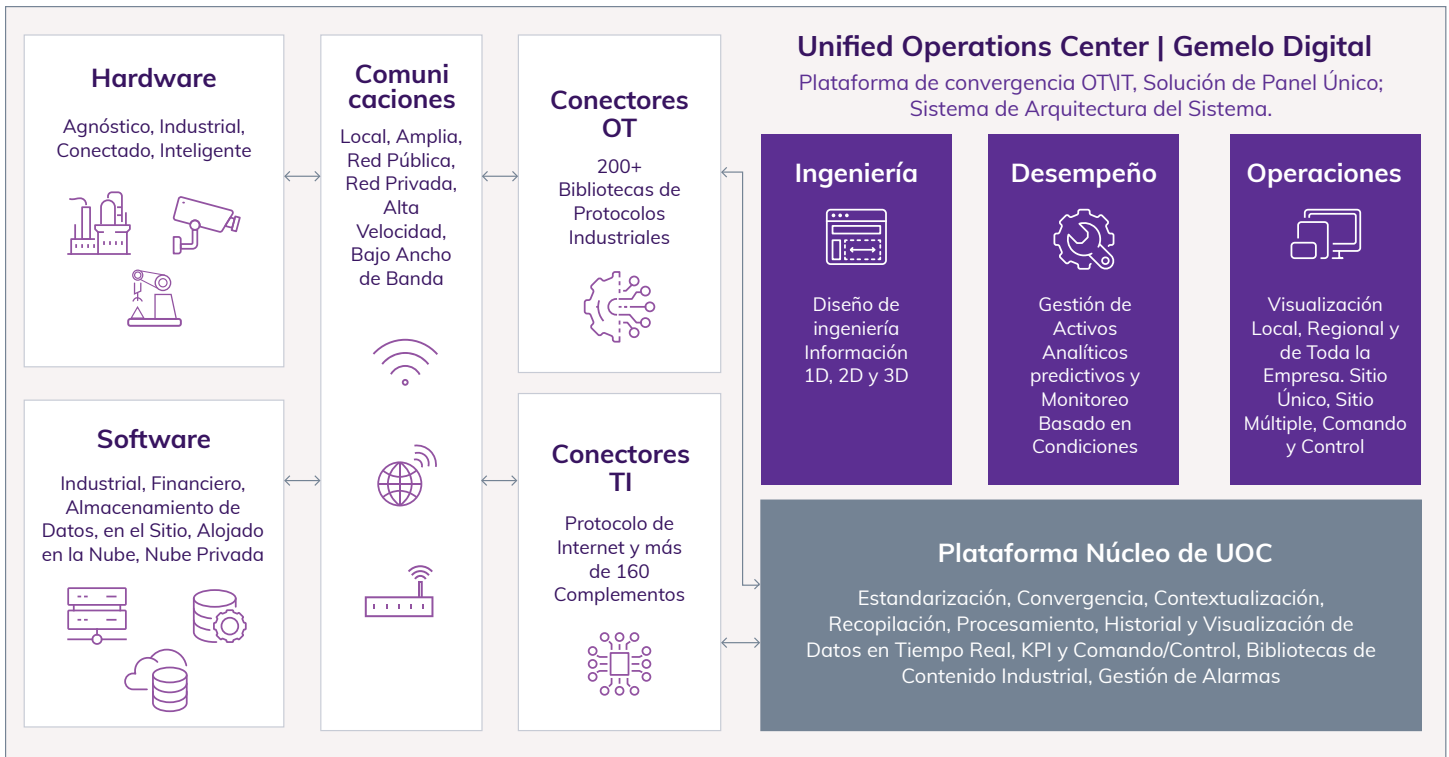 Hardware
Agnóstico, Industrial,
Conectado, Inteligente
Software
Industrial, Financiero,
Almacenamiento de
Datos, en el Sitio, Alojado
en la Nube, Nube Privada
Comuni
caciones
Local, Amplia,
Red Pública,
Red Privada,
Alta
Velocidad,
Bajo Ancho
de Banda
Conectores
OT
200+
Bibliotecas de
Protocolos
Industriales
Conectores
TI
Protocolo de
Internet y más
de 160
Complementos
Unified Operations Center | Gemelo Digital
Plataforma de convergencia OT\IT, Solución de Panel Único;
Sistema de Arquitectura del Sistema.
Ingeniería
Diseño de
ingeniería
Información
1D, 2D y 3D
Desempeño
Gestión de
Activos
Analíticos
predictivos y
Monitoreo
Basado en
Condiciones
Operaciones
Visualización
Local, Regional y
de Toda la
Empresa. Sitio
Único, Sitio
Múltiple, Comando
y Control
Plataforma Núcleo de UOC
Estandarización, Convergencia, Contextualización,
Recopilación, Procesamiento, Historial y Visualización de
Datos en Tiempo Real, KPI y Comando/Control, Bibliotecas de
Contenido Industrial, Gestión de Alarmas